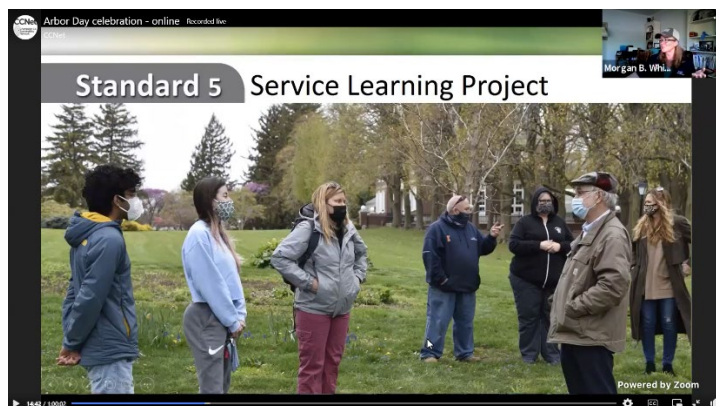 Arbor Day celebration - online Recorded live
CCNet
CCNet
Morgan B. Whi...
Standard 5 Service Learning Project
Powered by Zoom
14:42 / 1:00:02
CC